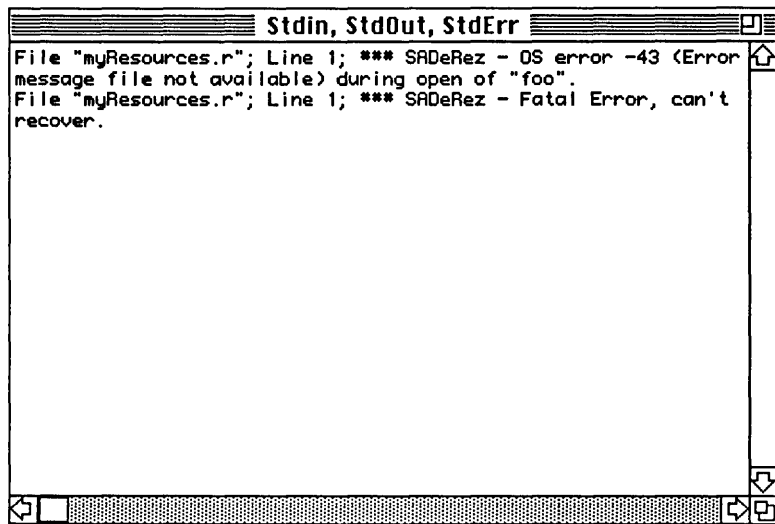 Stdin, StdOut, StdErr
File "myResources.r"; Line 1; *** SADeRez - OS error -43 (Error
message file not available) during open of "foo".
File "myResources.r"; Line 1; *** SADeRez - Fatal Error, can't
recover.